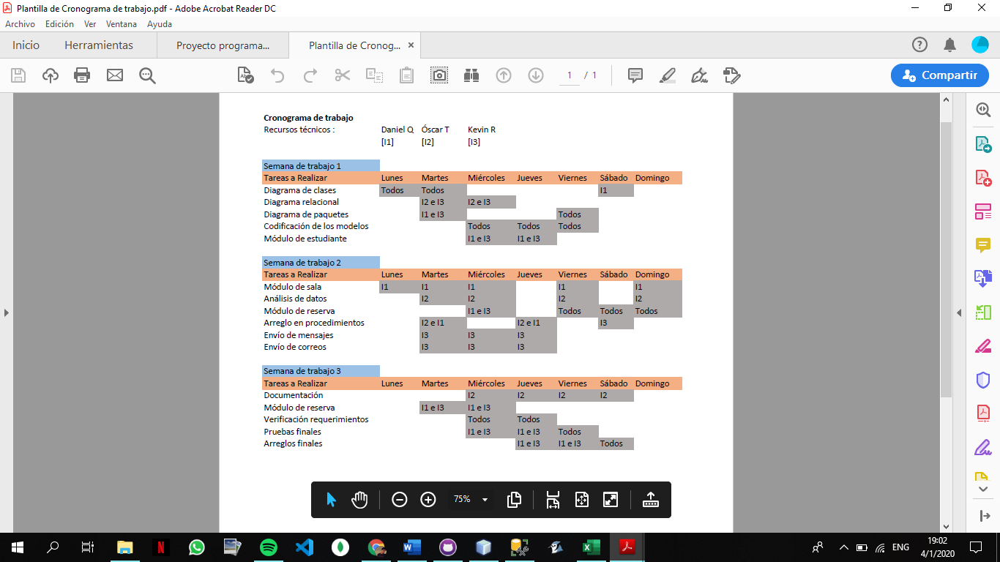 Plantilla de Cronograma de trabajo.pdf - Adobe Acrobat Reader DC
Archivo Edición Ver Ventana Ayuda
Inicio Herramientas Proyecto programa... Plantilla de Cronog... ×
1 / 1 Compartir
Cronograma de trabajo
Recursos técnicos : Daniel Q Óscar T Kevin R
[I1] [I2] [I3]
Semana de trabajo 1
Tareas a Realizar Lunes Martes Miércoles Jueves Viernes Sábado Domingo
Diagrama de clases Todos Todos I1
Diagrama relacional I2 e I3 I2 e I3
Diagrama de paquetes I1 e I3 Todos
Codificación de los modelos Todos Todos Todos
Módulo de estudiante I1 e I3 I1 e I3
Semana de trabajo 2
Tareas a Realizar Lunes Martes Miércoles Jueves Viernes Sábado Domingo
Módulo de sala I1 I1 I1 I1 I1
Análisis de datos I2 I2 I2 I2
Módulo de reserva I1 e I3 Todos Todos Todos
Arreglo en procedimientos I2 e I1 I2 e I1 I3
Envío de mensajes I3 I3 I3
Envío de correos I3 I3 I3
Semana de trabajo 3
Tareas a Realizar Lunes Martes Miércoles Jueves Viernes Sábado Domingo
Documentación I2 I2 I2 I2
Módulo de reserva I1 e I3 I1 e I3
Verificación requerimientos Todos Todos
Pruebas finales I1 e I3 I1 e I3 Todos
Arreglos finales I1 e I3 I1 e I3 Todos
75%
ENG
19:02
4/1/2020